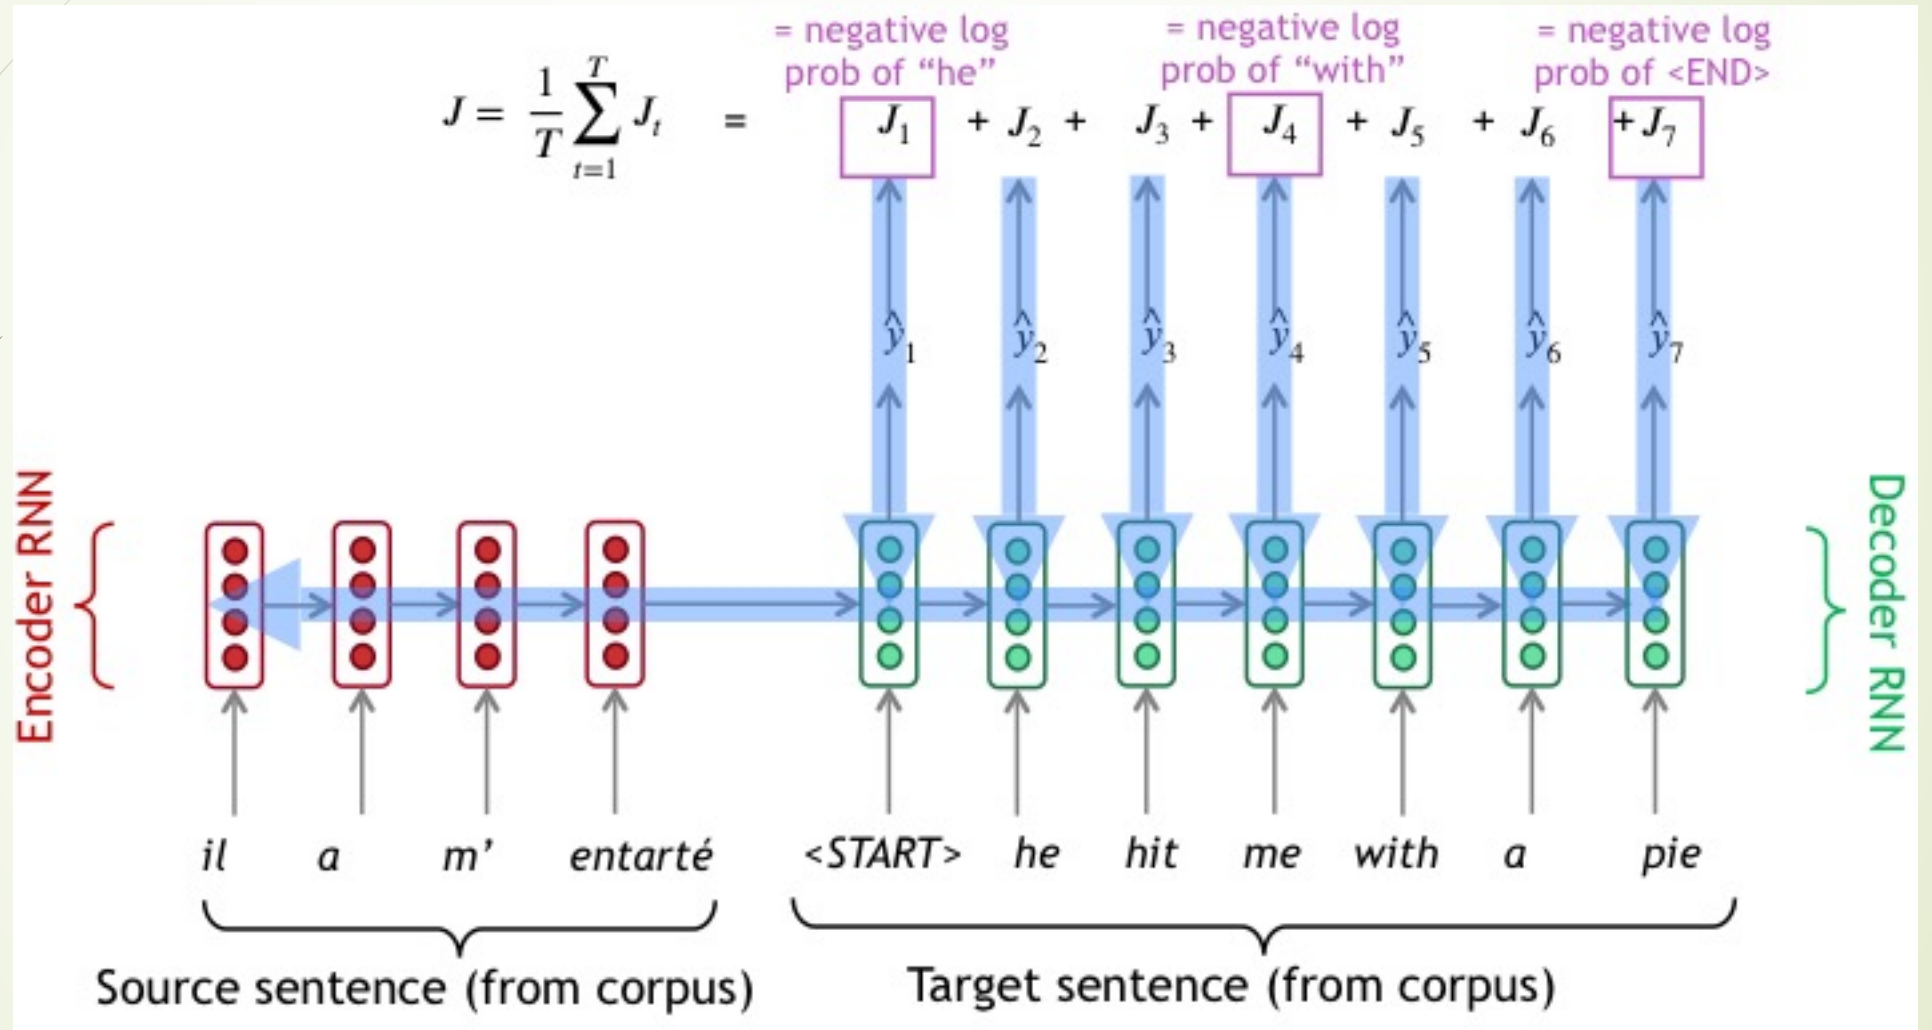 = negative log
prob of “he”
= negative log
prob of “with”
= negative log
prob of <END>
J = 1/T ∑_{t=1}^{T} J_t = J_1 + J_2 + J_3 + J_4 + J_5 + J_6 + J_7
ŷ_1 ŷ_2 ŷ_3 ŷ_4 ŷ_5 ŷ_6 ŷ_7
Encoder RNN
Decoder RNN
il a m’ entarté <START> he hit me with a pie
Source sentence (from corpus)
Target sentence (from corpus)